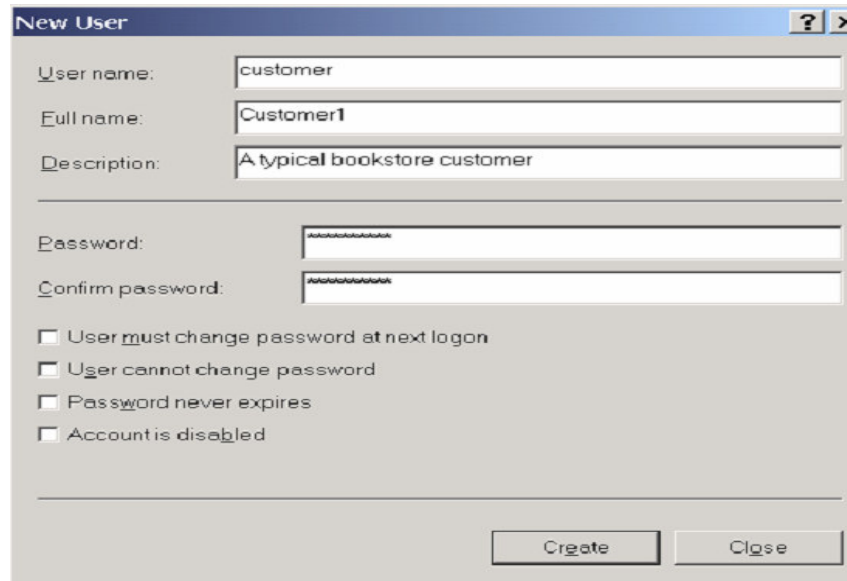 New User
User name: customer
Full name: Customer1
Description: A typical bookstore customer
Password: ***********
Confirm password: ***********
User must change password at next logon
User cannot change password
Password never expires
Account is disabled
Create Close